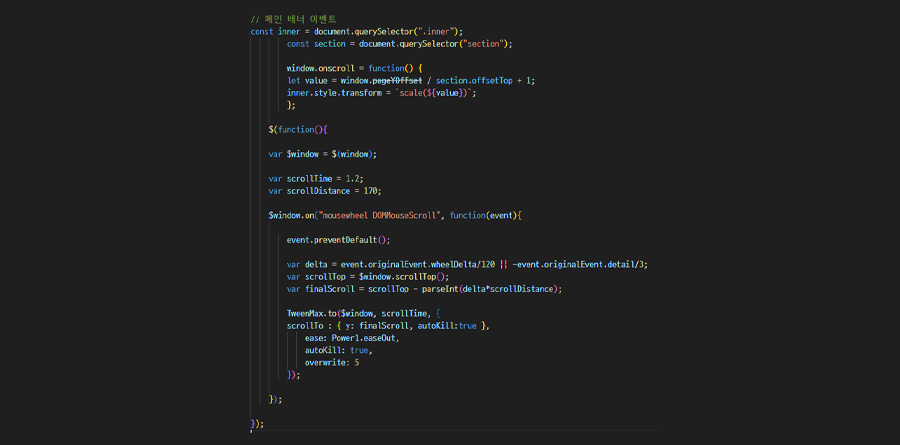 // 메인 배너 이벤트
const inner = document.querySelector(".inner");
const section = document.querySelector("section");
window.onscroll = function() {
let value = window.pageYOffset / section.offsetTop + 1;
inner.style.transform = `scale(${value})`;
};
$(function(){
var $window = $(window);
var scrollTime = 1.2;
var scrollDistance = 170;
$window.on("mousewheel DOMMouseScroll", function(event){
event.preventDefault();
var delta = event.originalEvent.wheelDelta/120 || -event.originalEvent.detail/3;
var scrollTop = $window.scrollTop();
var finalScroll = scrollTop - parseInt(delta*scrollDistance);
TweenMax.to($window, scrollTime, {
scrollTo : { y: finalScroll, autoKill:true },
ease: Power1.easeOut,
autoKill: true,
overwrite: 5
});
});
});